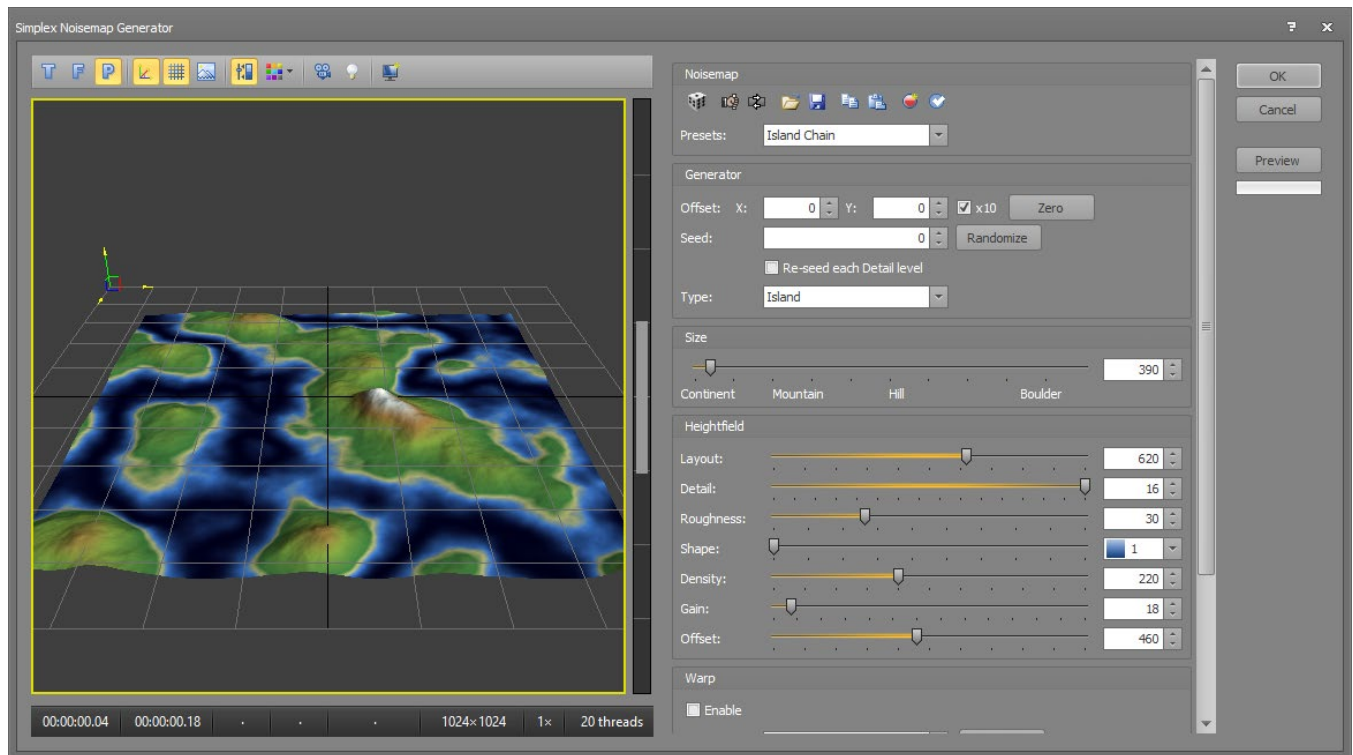 Simplex Noisemap Generator
T F P
Noisemap
Presets: Island Chain
Generator
Offset: X: 0 Y: 0 x10 Zero
Seed: 0 Randomize
Re-seed each Detail level
Type: Island
Size
390
Continent Mountain Hill Boulder
Heightfield
Layout: 620
Detail: 16
Roughness: 30
Shape: 1
Density: 220
Gain: 18
Offset: 460
Warp
Enable
OK
Cancel
Preview
00:00:00.04 00:00:00.18 · · · 1024×1024 1× 20 threads